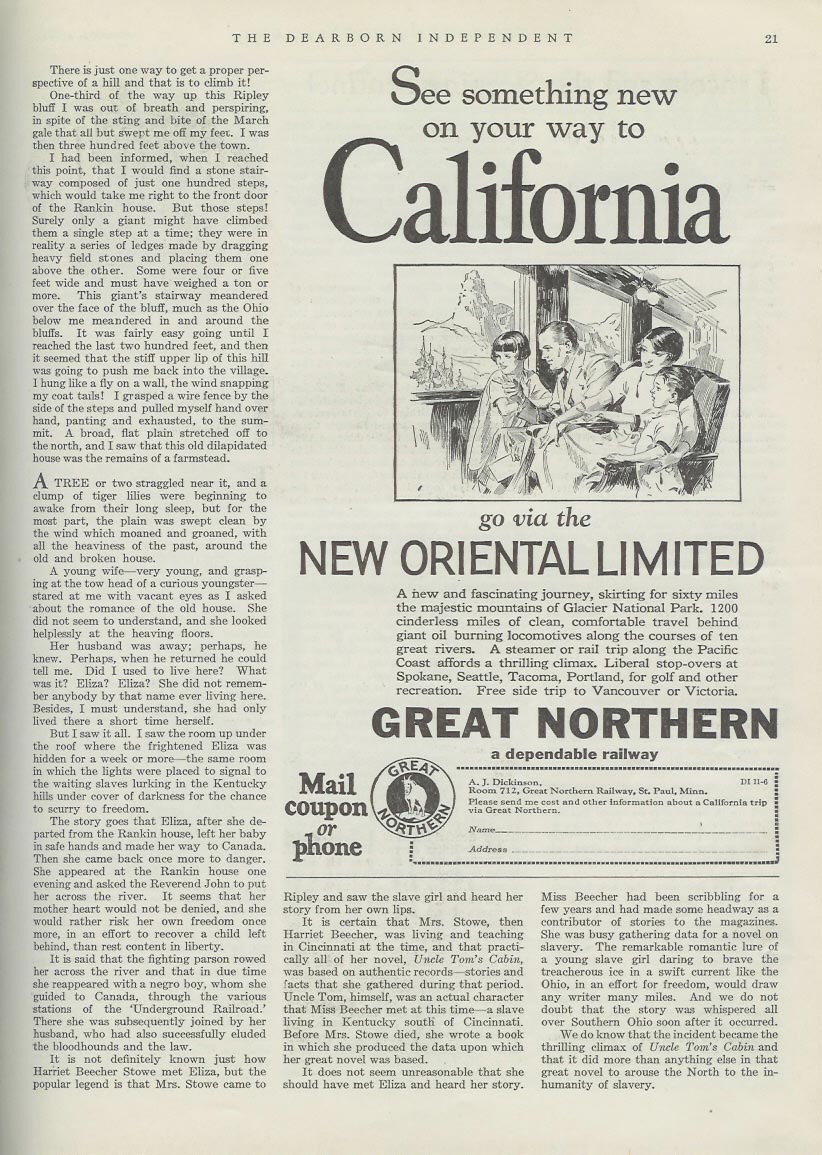 THE DEARBORN INDEPENDENT
21
There is just one way to get a proper per-
spective of a hill and that is to climb it!
One-third of the way up this Ripley
bluff I was out of breath and perspiring,
in spite of the sting and bite of the March
gale that all but swept me off my feet. I was
then three hundred feet above the town.
I had been informed, when I reached
this point, that I would find a stone stair-
way composed of just one hundred steps,
which would take me right to the front door
of the Rankin house. But those steps!
Surely only a giant might have climbed
them a single step at a time; they were in
reality a series of ledges made by dragging
heavy field stones and placing them one
above the other. Some were four or five
feet wide and must have weighed a ton or
more. This giant's stairway meandered
over the face of the bluff, much as the Ohio
below me meandered in and around the
bluffs. It was fairly easy going until I
reached the last two hundred feet, and then
it seemed that the stiff upper lip of this hill
was going to push me back into the village.
I hung like a fly on a wall, the wind snapping
my coat tails! I grasped a wire fence by the
side of the steps and pulled myself hand over
hand, panting and exhausted, to the sum-
mit. A broad, flat plain stretched off to
the north, and I saw that this old dilapidated
house was the remains of a farmstead.
A TREE or two straggled near it, and a
clump of tiger lilies were beginning to
awake from their long sleep, but for the
most part, the plain was swept clean by
the wind which moaned and groaned, with
all the heaviness of the past, around the
old and broken house.
A young wife—very young, and grasp-
ing at the tow head of a curious youngster—
stared at me with vacant eyes as I asked
about the romance of the old house. She
did not seem to understand, and she looked
helplessly at the heaving floors.
Her husband was away; perhaps, he
knew. Perhaps, when he returned he could
tell me. Did I used to live here? What
was it? Eliza? Eliza? She did not remem-
ber anybody by that name ever living here.
Besides, I must understand, she had only
lived there a short time herself.
But I saw it all. I saw the room up under
the roof where the frightened Eliza was
hidden for a week or more—the same room
in which the lights were placed to signal to
the waiting slaves lurking in the Kentucky
hills under cover of darkness for the chance
to scurry to freedom.
The story goes that Eliza, after she de-
parted from the Rankin house, left her baby
in safe hands and made her way to Canada.
Then she came back once more to danger.
She appeared at the Rankin house one
evening and asked the Reverend John to put
her across the river. It seems that her
mother heart would not be denied, and she
would rather risk her own freedom once
more, in an effort to recover a child left
behind, than rest content in liberty.
It is said that the fighting parson rowed
her across the river and that in due time
she reappeared with a negro boy, whom she
guided to Canada, through the various
stations of the 'Underground Railroad.'
There she was subsequently joined by her
husband, who had also successfully eluded
the bloodhounds and the law.
It is not definitely known just how
Harriet Beecher Stowe met Eliza, but the
popular legend is that Mrs. Stowe came to
See something new
on your way to
California
go via the
NEW ORIENTAL LIMITED
A new and fascinating journey, skirting for sixty miles
the majestic mountains of Glacier National Park. 1200
cinderless miles of clean, comfortable travel behind
giant oil burning locomotives along the courses of ten
great rivers. A steamer or rail trip along the Pacific
Coast affords a thrilling climax. Liberal stop-overs at
Spokane, Seattle, Tacoma, Portland, for golf and other
recreation. Free side trip to Vancouver or Victoria.
GREAT NORTHERN
a dependable railway
Mail
coupon
or
phone
GREAT
NORTHERN
A. J. Dickinson, DI 11-6
Room 712, Great Northern Railway, St. Paul, Minn.
Please send me cost and other information about a California trip
via Great Northern.
Name
Address
Ripley and saw the slave girl and heard her
story from her own lips.
It is certain that Mrs. Stowe, then
Harriet Beecher, was living and teaching
in Cincinnati at the time, and that practi-
cally all of her novel, Uncle Tom's Cabin,
was based on authentic records—stories and
facts that she gathered during that period.
Uncle Tom, himself, was an actual character
that Miss Beecher met at this time—a slave
living in Kentucky south of Cincinnati.
Before Mrs. Stowe died, she wrote a book
in which she produced the data upon which
her great novel was based.
It does not seem unreasonable that she
should have met Eliza and heard her story.
Miss Beecher had been scribbling for a
few years and had made some headway as a
contributor of stories to the magazines.
She was busy gathering data for a novel on
slavery. The remarkable romantic lure of
a young slave girl daring to brave the
treacherous ice in a swift current like the
Ohio, in an effort for freedom, would draw
any writer many miles. And we do not
doubt that the story was whispered all
over Southern Ohio soon after it occurred.
We do know that the incident became the
thrilling climax of Uncle Tom's Cabin and
that it did more than anything else in that
great novel to arouse the North to the in-
humanity of slavery.